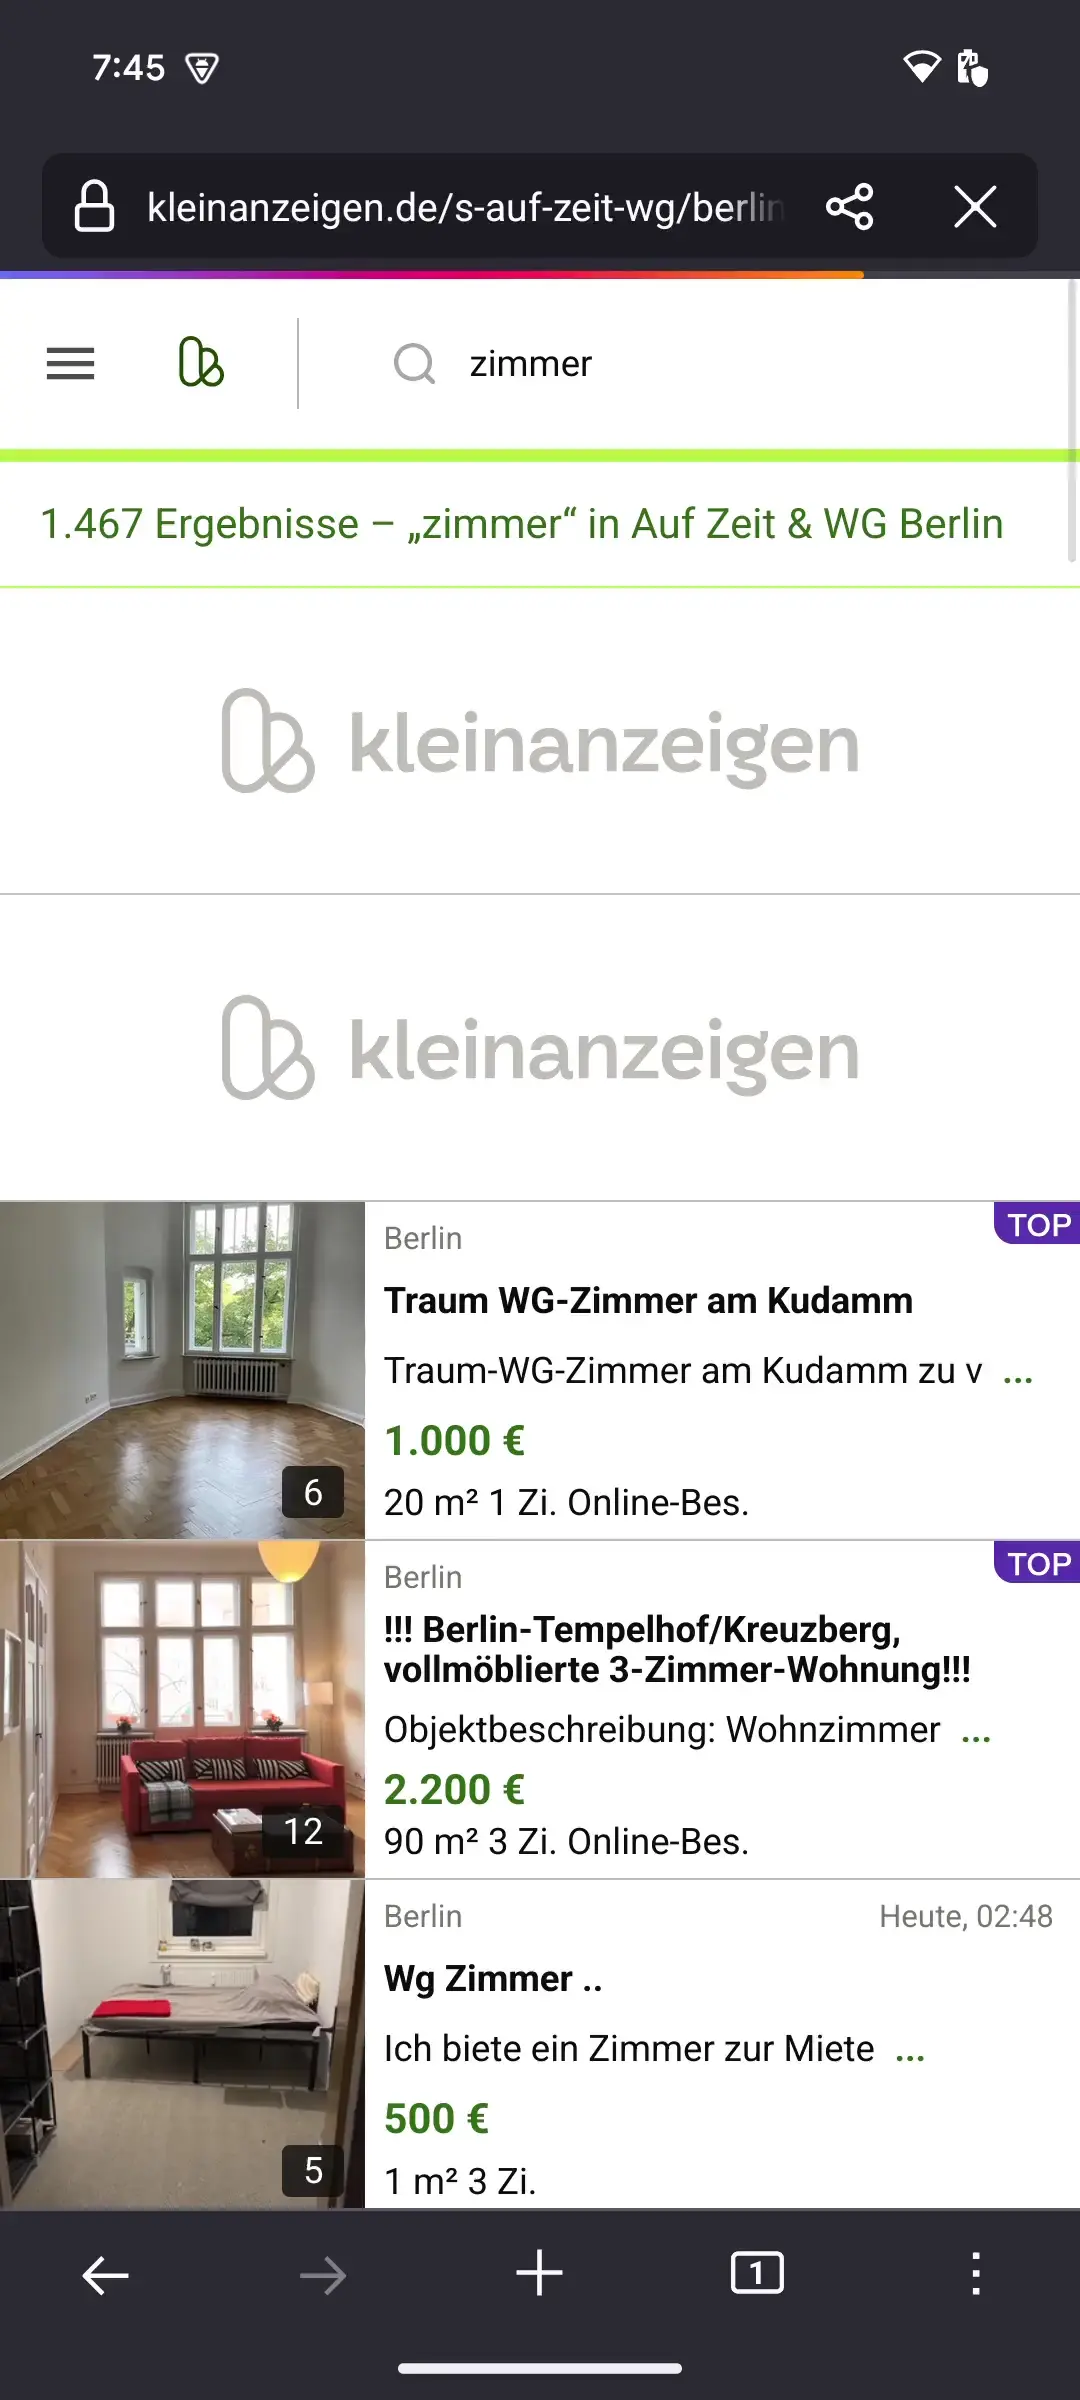 7:45
kleinanzeigen.de/s-auf-zeit-wg/berlin
zimmer
1.467 Ergebnisse – „zimmer“ in Auf Zeit & WG Berlin
kleinanzeigen
kleinanzeigen
Berlin
TOP
Traum WG-Zimmer am Kudamm
Traum-WG-Zimmer am Kudamm zu v ...
1.000 €
20 m² 1 Zi. Online-Bes.
6
Berlin
TOP
!!! Berlin-Tempelhof/Kreuzberg,
vollmöblierte 3-Zimmer-Wohnung!!!
Objektbeschreibung: Wohnzimmer ...
2.200 €
90 m² 3 Zi. Online-Bes.
12
Berlin
Heute, 02:48
Wg Zimmer ..
Ich biete ein Zimmer zur Miete ...
500 €
1 m² 3 Zi.
5
1